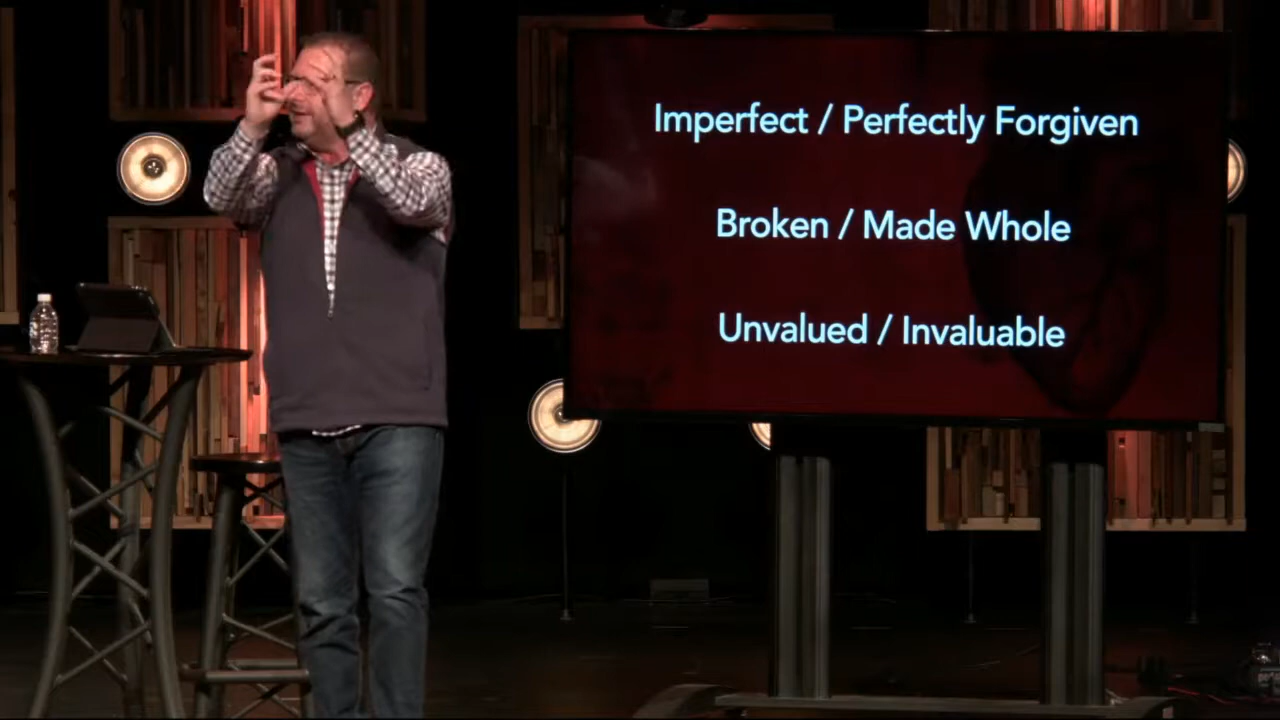 Imperfect / Perfectly Forgiven
Broken / Made Whole
Unvalued / Invaluable